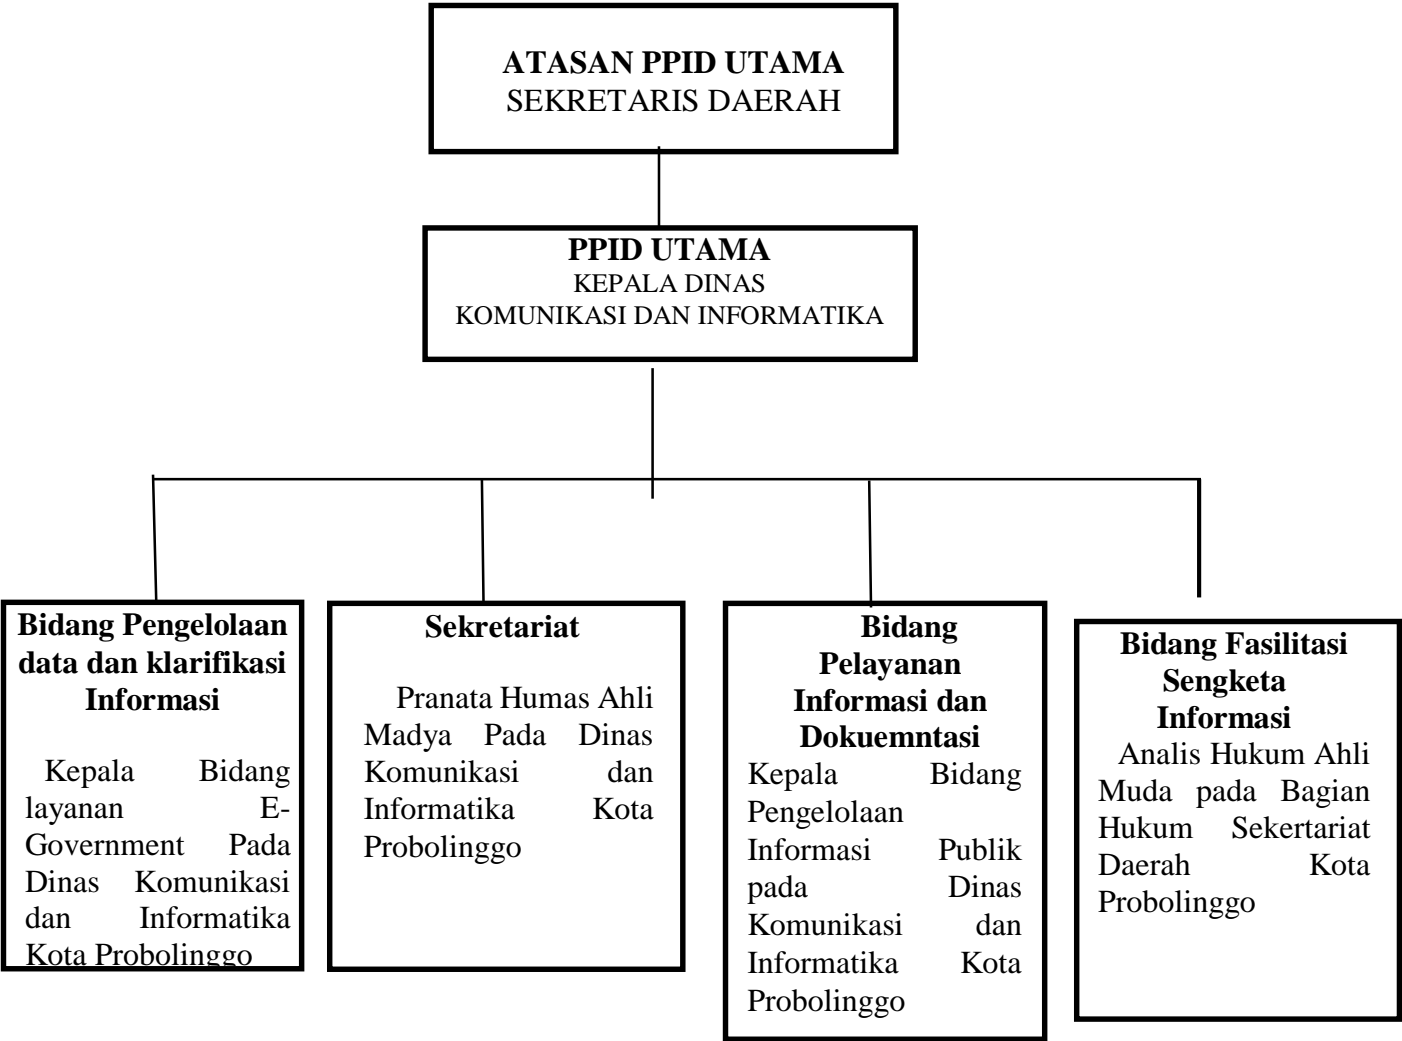 ATASAN PPID UTAMA
SEKRETARIS DAERAH
PPID UTAMA
KEPALA DINAS
KOMUNIKASI DAN INFORMATIKA
Bidang Pengelolaan
data dan klarifikasi
Informasi
Kepala Bidang
layanan E-
Government Pada
Dinas Komunikasi
dan Informatika
Kota Probolinggo
Sekretariat
Pranata Humas Ahli
Madya Pada Dinas
Komunikasi dan
Informatika Kota
Probolinggo
Bidang
Pelayanan
Informasi dan
Dokuemntasi
Kepala Bidang
Pengelolaan
Informasi Publik
pada Dinas
Komunikasi dan
Informatika Kota
Probolinggo
Bidang Fasilitasi
Sengketa
Informasi
Analis Hukum Ahli
Muda pada Bagian
Hukum Sekertariat
Daerah Kota
Probolinggo